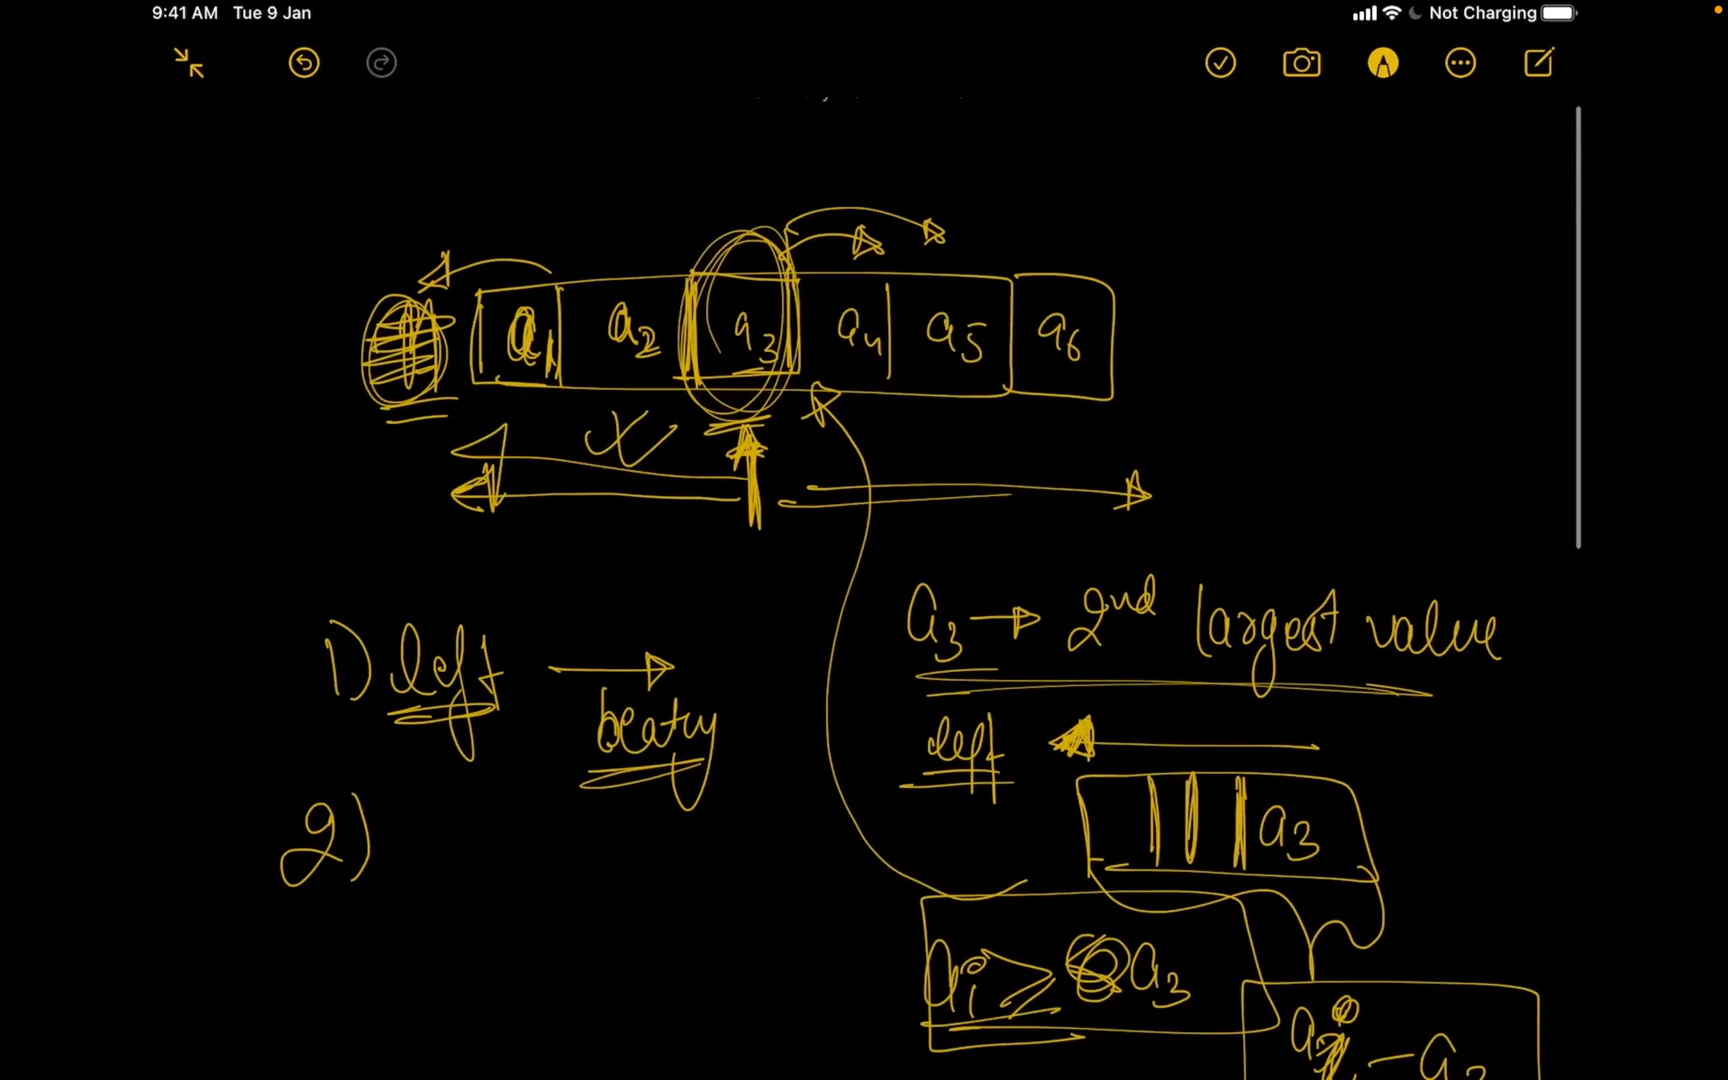 9:41 AM Tue 9 Jan
Not Charging
a1 a2 a3 a4 a5 a6
a3 → 2nd largest value
1) left →
beaty
left
a3
2)
ai ≥ a3